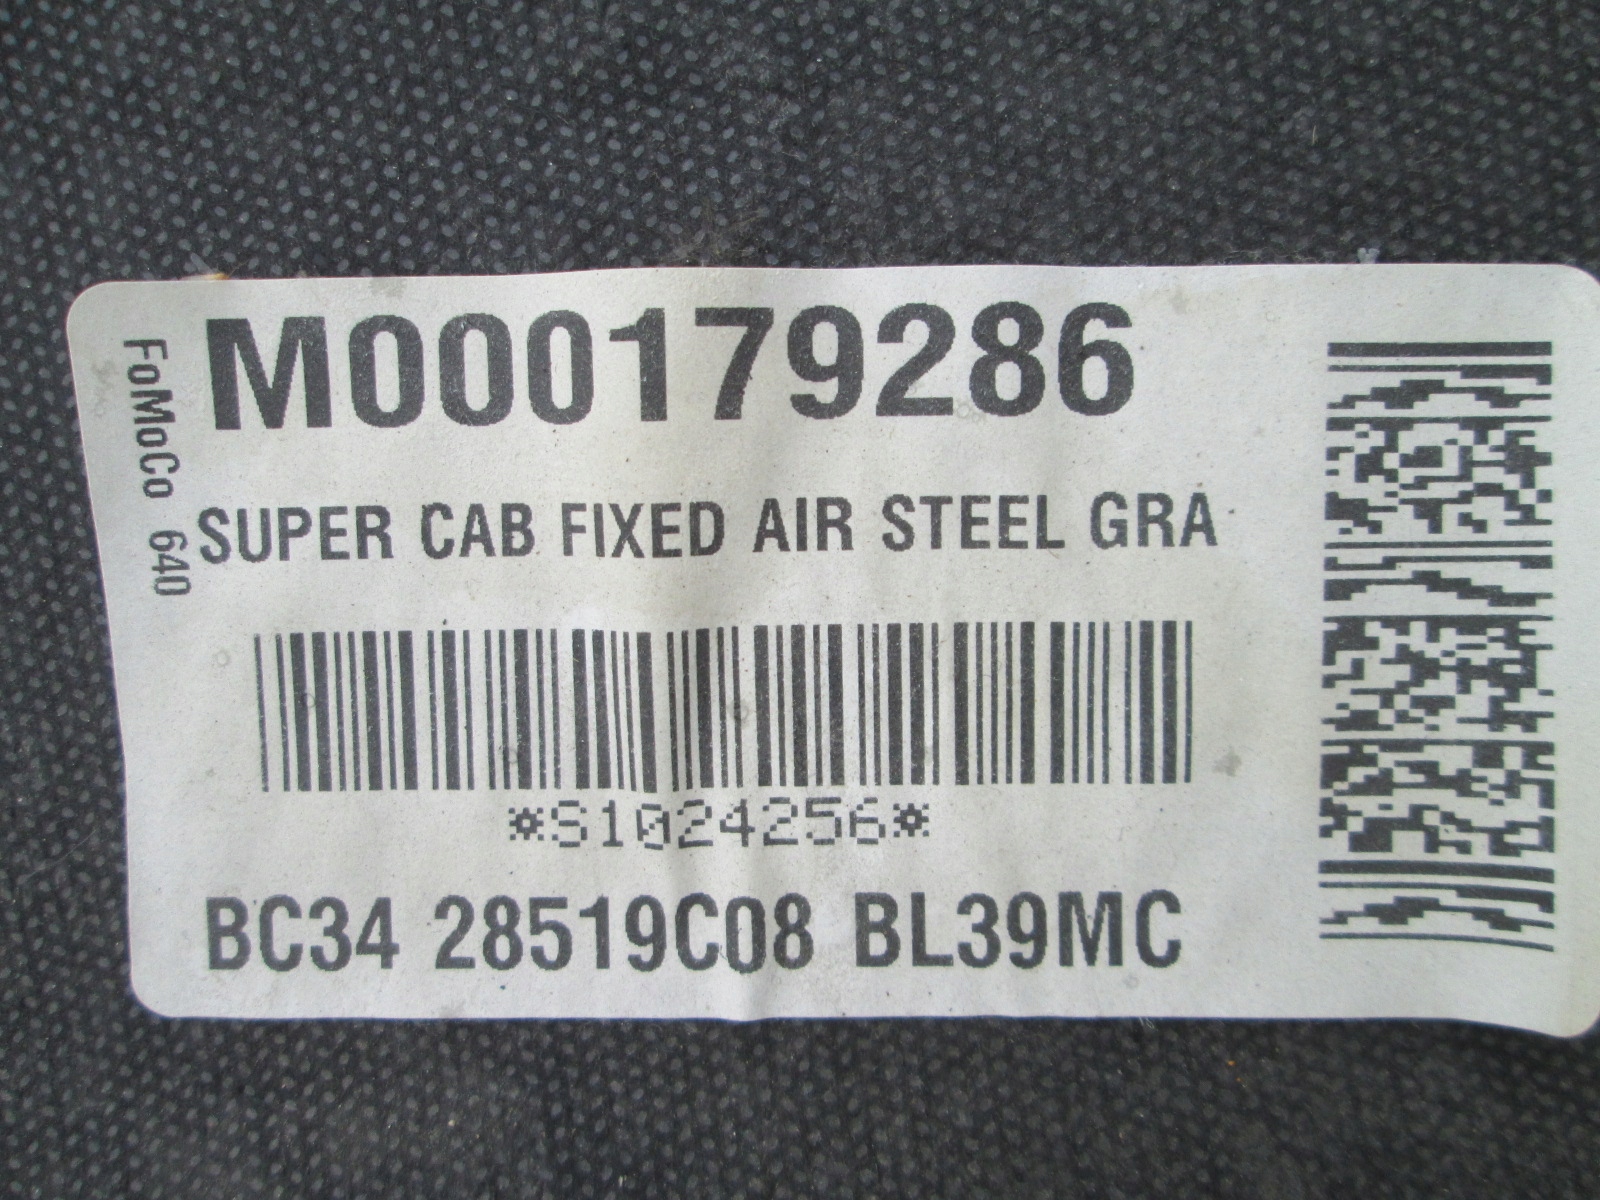 M000179286
FoMoCo 640
SUPER CAB FIXED AIR STEEL GRA
*S1024256*
BC34 28519C08 BL39MC